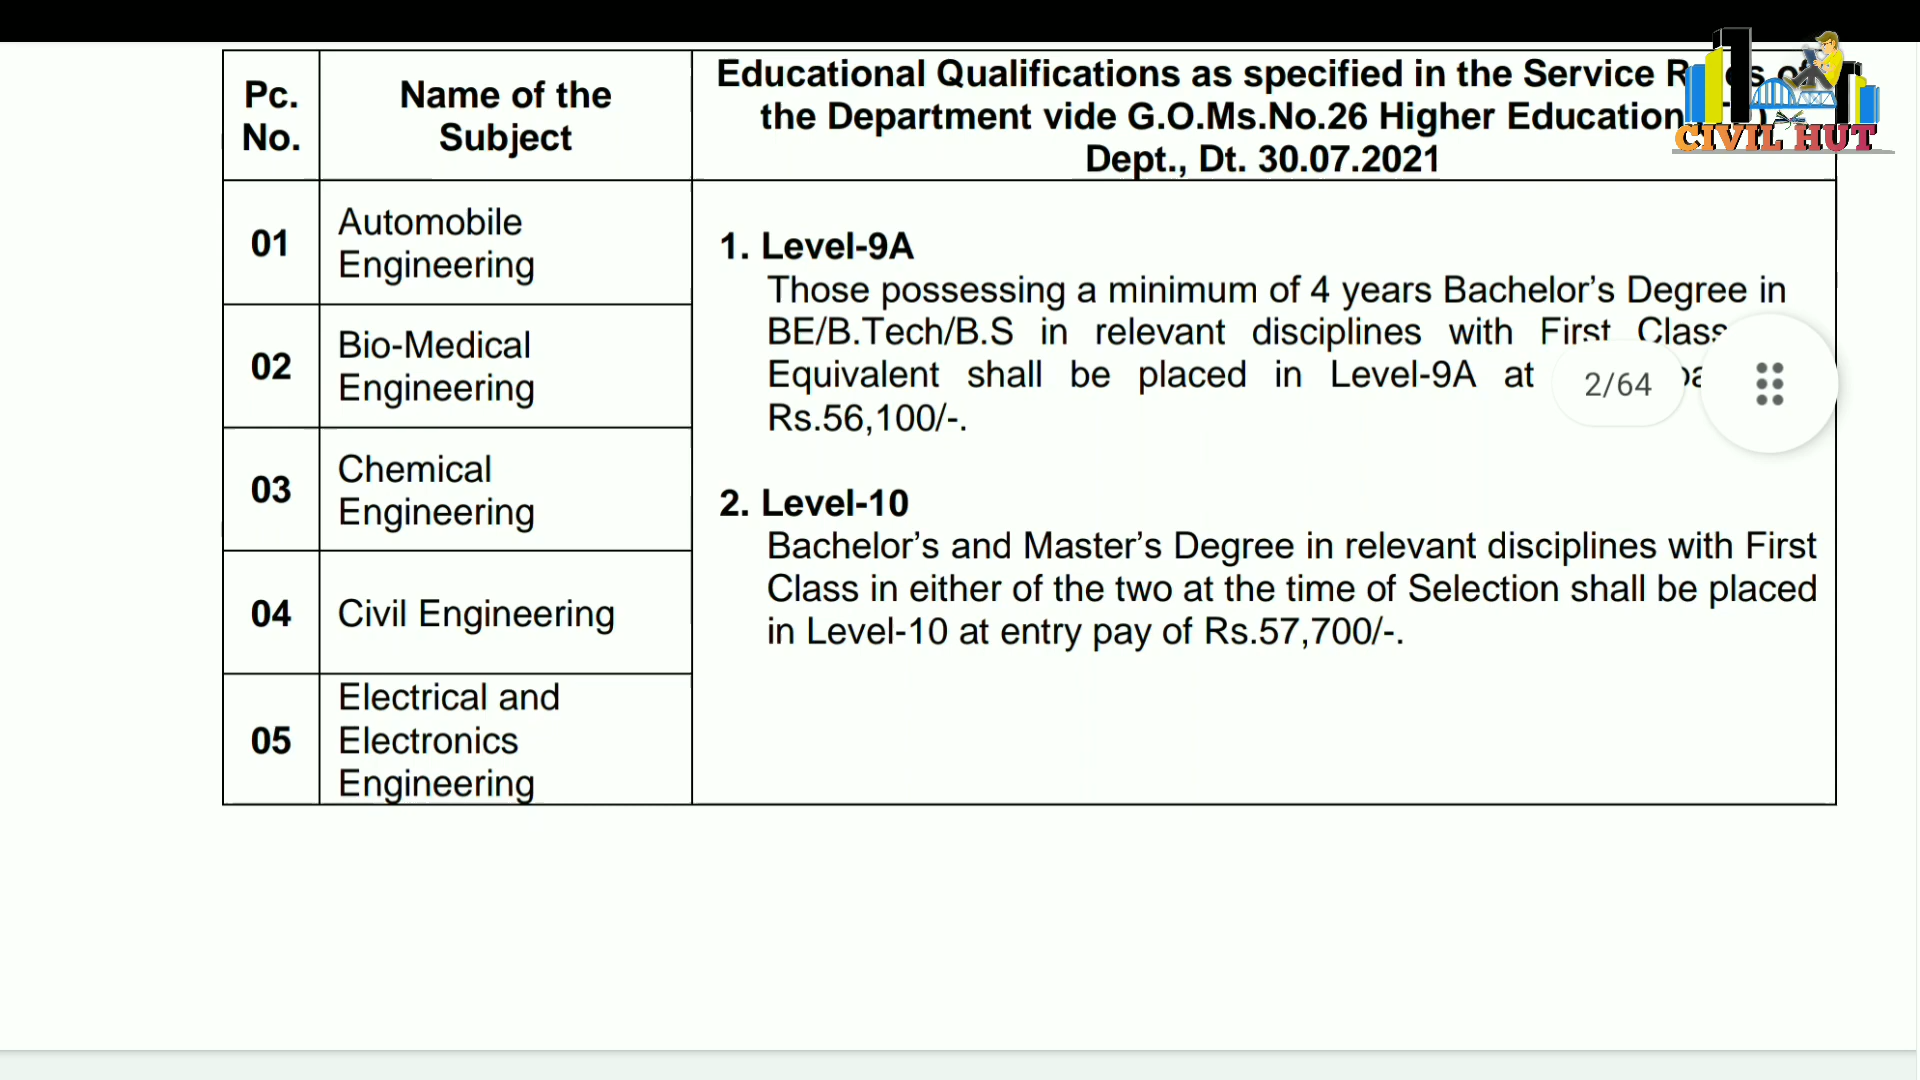 Pc. No.
Name of the Subject
Educational Qualifications as specified in the Service
the Department vide G.O.Ms.No.26 Higher Education
Dept., Dt. 30.07.2021
CIVIL HUT
01
Automobile
Engineering
02
Bio-Medical
Engineering
03
Chemical
Engineering
04
Civil Engineering
05
Electrical and
Electronics
Engineering
1. Level-9A
Those possessing a minimum of 4 years Bachelor’s Degree in
BE/B.Tech/B.S in relevant disciplines with First Class
Equivalent shall be placed in Level-9A at
Rs.56,100/-.
2/64
2. Level-10
Bachelor’s and Master’s Degree in relevant disciplines with First
Class in either of the two at the time of Selection shall be placed
in Level-10 at entry pay of Rs.57,700/-.